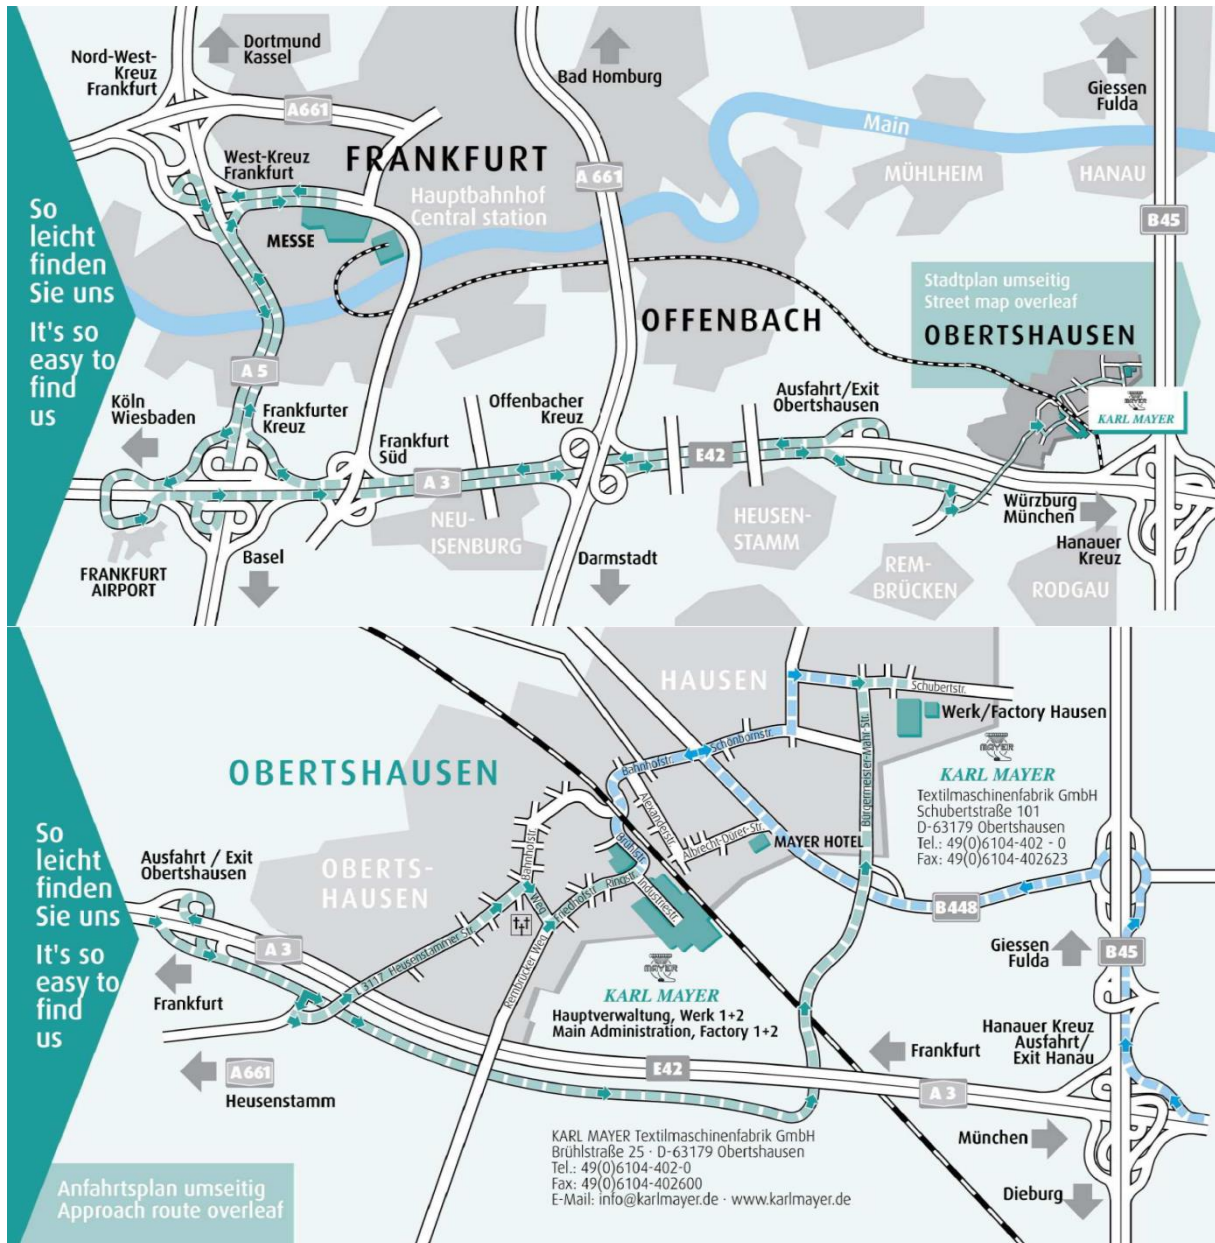 Dortmund
Kassel
Nord-West-
Kreuz
Frankfurt
A661
Bad Homburg
Giessen
Fulda
Main
West-Kreuz
Frankfurt
FRANKFURT
A 661
MÜHLHEIM
HANAU
Hauptbahnhof
Central station
B45
MESSE
So
leicht
finden
Sie uns
It's so
easy to
find
us
Stadtplan umseitig
Street map overleaf
OFFENBACH
OBERTSHAUSEN
A 5
Köln
Wiesbaden
Frankfurter
Kreuz
Offenbacher
Kreuz
Ausfahrt/Exit
Obertshausen
MAYER
KARL MAYER
Frankfurt
Süd
E42
A 3
NEU-
ISENBURG
HEUSEN-
STAMM
Würzburg
München
Hanauer
Kreuz
FRANKFURT
AIRPORT
Basel
Darmstadt
REM-
BRÜCKEN
RODGAU
HAUSEN
Schubertstr.
Werk/Factory Hausen
Schönbornstr.
Bahnhofstr.
Bürgermeister-Mahr-Str.
MAYER
KARL MAYER
Textilmaschinenfabrik GmbH
Schubertstraße 101
D-63179 Obertshausen
Tel.: 49(0)6104-402 - 0
Fax: 49(0)6104-402623
OBERTSHAUSEN
Alexanderstr.
Albrecht-Dürer-Str.
MAYER HOTEL
So
leicht
finden
Sie uns
It's so
easy to
find
us
Ausfahrt / Exit
Obertshausen
OBERTS-
HAUSEN
Bahnhofstr.
Brühlstr.
Weg
Friedhofstr.
Ringstr.
Industriestr.
B448
A 3
L 3117
Heusenstammer Str.
Rembrücker Weg
Giessen
Fulda
B45
Frankfurt
MAYER
KARL MAYER
Hauptverwaltung, Werk 1+2
Main Administration, Factory 1+2
Hanauer Kreuz
Ausfahrt/
Exit Hanau
Frankfurt
A661
Heusenstamm
E42
A 3
München
Dieburg
KARL MAYER Textilmaschinenfabrik GmbH
Brühlstraße 25 · D-63179 Obertshausen
Tel.: 49(0)6104-402-0
Fax: 49(0)6104-402600
E-Mail: info@karlmayer.de · www.karlmayer.de
Anfahrtsplan umseitig
Approach route overleaf